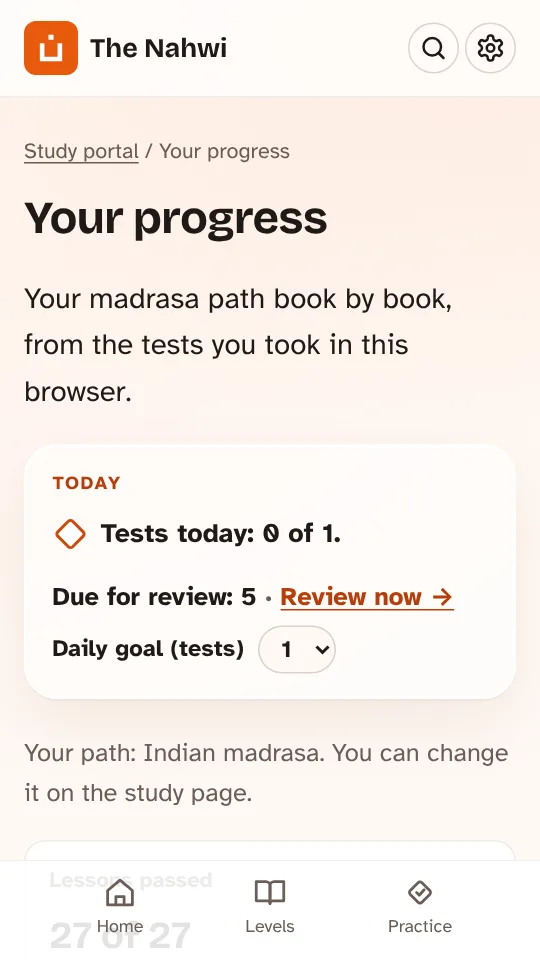 The Nahwi
Study portal / Your progress
Your progress
Your madrasa path book by book,
from the tests you took in this
browser.
TODAY
Tests today: 0 of 1.
Due for review: 5 · Review now →
Daily goal (tests) 1
Your path: Indian madrasa. You can change
it on the study page.
Lessons passed
27 of 27
Home Levels Practice